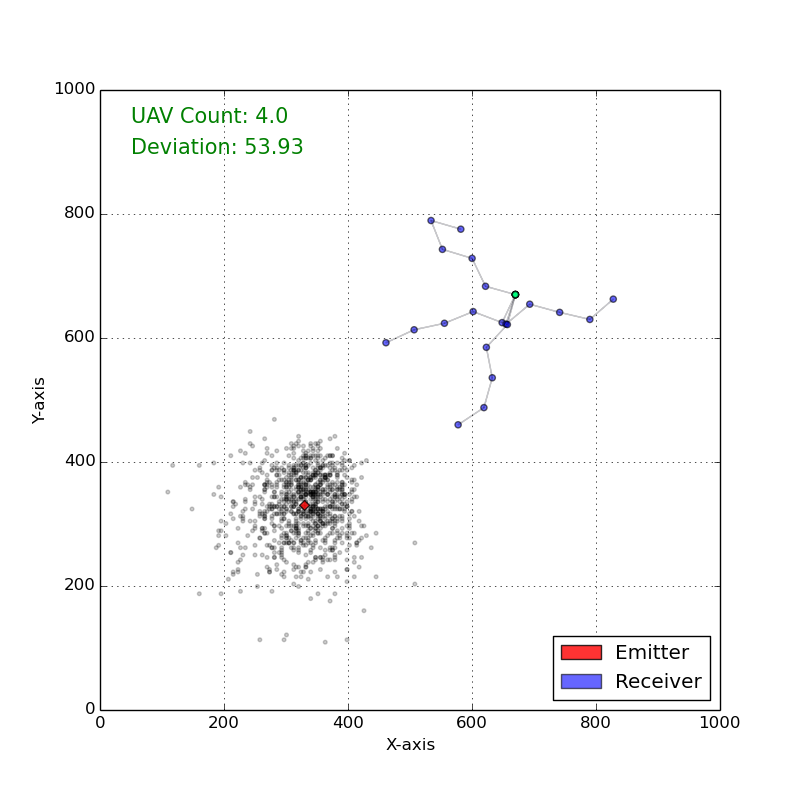 1000
UAV Count: 4.0
Deviation: 53.93
800
600
400
200
0
Y-axis
Emitter
Receiver
0 200 400 600 800 1000
X-axis